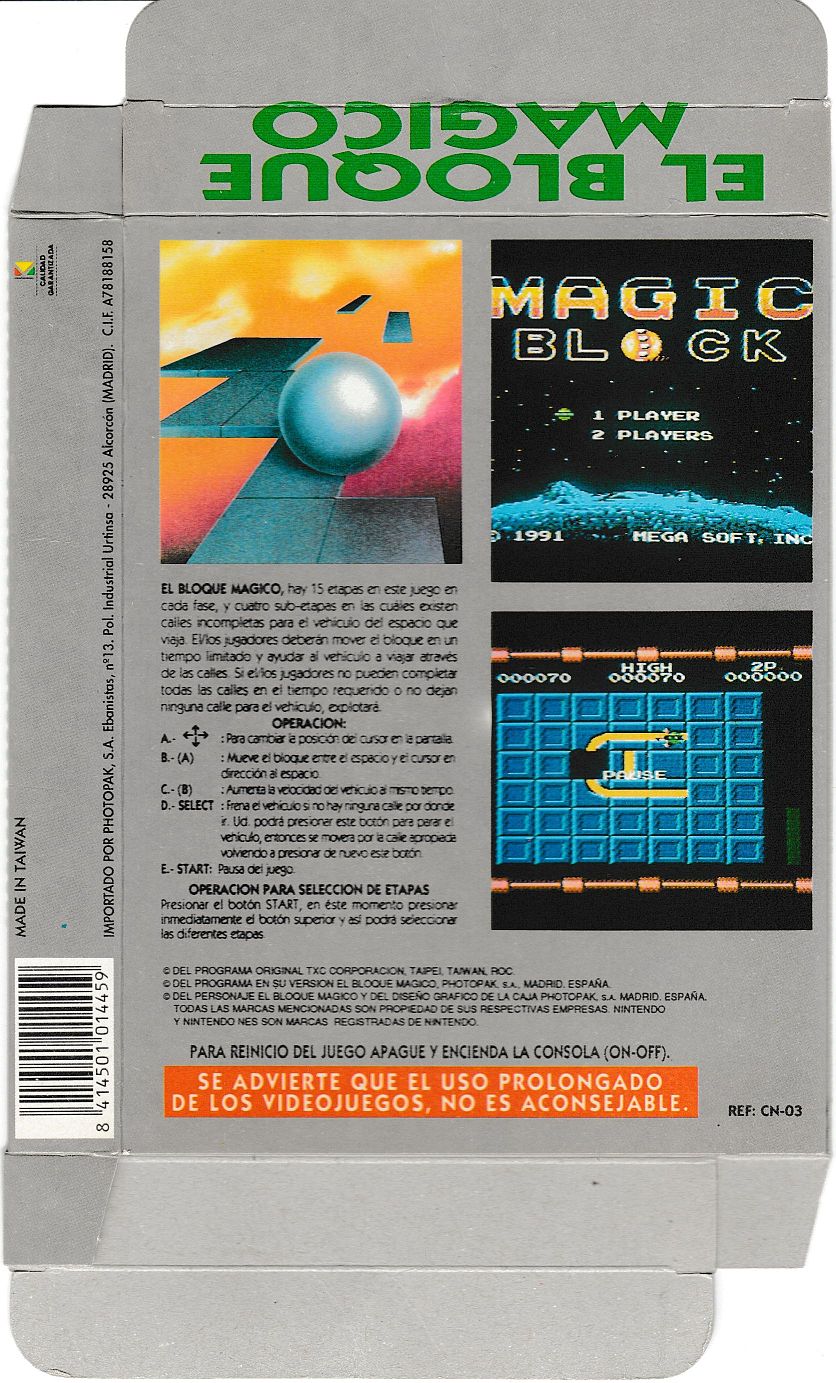 EL BLOQUE
MAGICO
CALIDAD
GARANTIZADA
MADE IN TAIWAN
IMPORTADO POR PHOTOPAK, S.A. Ebanistas, nº13. Pol. Industrial Urtinsa - 28925 Alcorcón (MADRID). C.I.F. A78188158
8 414501 014459
MAGIC
BLOCK
1 PLAYER
2 PLAYERS
© 1991 MEGA SOFT, INC
EL BLOQUE MAGICO, hay 15 etapas en este juego en
cada fase, y cuatro sub-etapas en las cuáles existen
calles incompletas para el vehículo del espacio que
viaja. El/los jugadores deberán mover el bloque en un
tiempo limitado y ayudar al vehículo a viajar através
de las calles. Si el/los jugadores no pueden completar
todas las calles en el tiempo requerido o no dejan
ninguna calle para el vehículo, explotará.
OPERACION:
A.- : Para cambiar la posición del cursor en la pantalla.
B.- (A) : Mueve el bloque entre el espacio y el cursor en
dirección al espacio.
C.- (B) : Aumenta la velocidad del vehículo al mismo tiempo.
D.- SELECT : Frena el vehículo si no hay ninguna calle por donde
ir. Ud. podrá presionar este botón para parar el
vehículo, entonces se movera por la calle apropiada
volviendo a presionar de nuevo este botón.
E.- START: Pausa del juego.
OPERACION PARA SELECCION DE ETAPAS
Presionar el botón START, en éste momento presionar
inmediatamente el botón superior y así podrá seleccionar
las diferentes etapas
HIGH 2P
000070 000070 000000
PAUSE
© DEL PROGRAMA ORIGINAL TXC CORPORACION, TAIPEI, TAIWAN, ROC.
© DEL PROGRAMA EN SU VERSION EL BLOQUE MAGICO, PHOTOPAK, S.A., MADRID. ESPAÑA.
© DEL PERSONAJE EL BLOQUE MAGICO Y DEL DISEÑO GRAFICO DE LA CAJA PHOTOPAK, S.A. MADRID. ESPAÑA.
TODAS LAS MARCAS MENCIONADAS SON PROPIEDAD DE SUS RESPECTIVAS EMPRESAS. NINTENDO
Y NINTENDO NES SON MARCAS REGISTRADAS DE NINTENDO.
PARA REINICIO DEL JUEGO APAGUE Y ENCIENDA LA CONSOLA (ON-OFF).
SE ADVIERTE QUE EL USO PROLONGADO
DE LOS VIDEOJUEGOS, NO ES ACONSEJABLE.
REF: CN-03